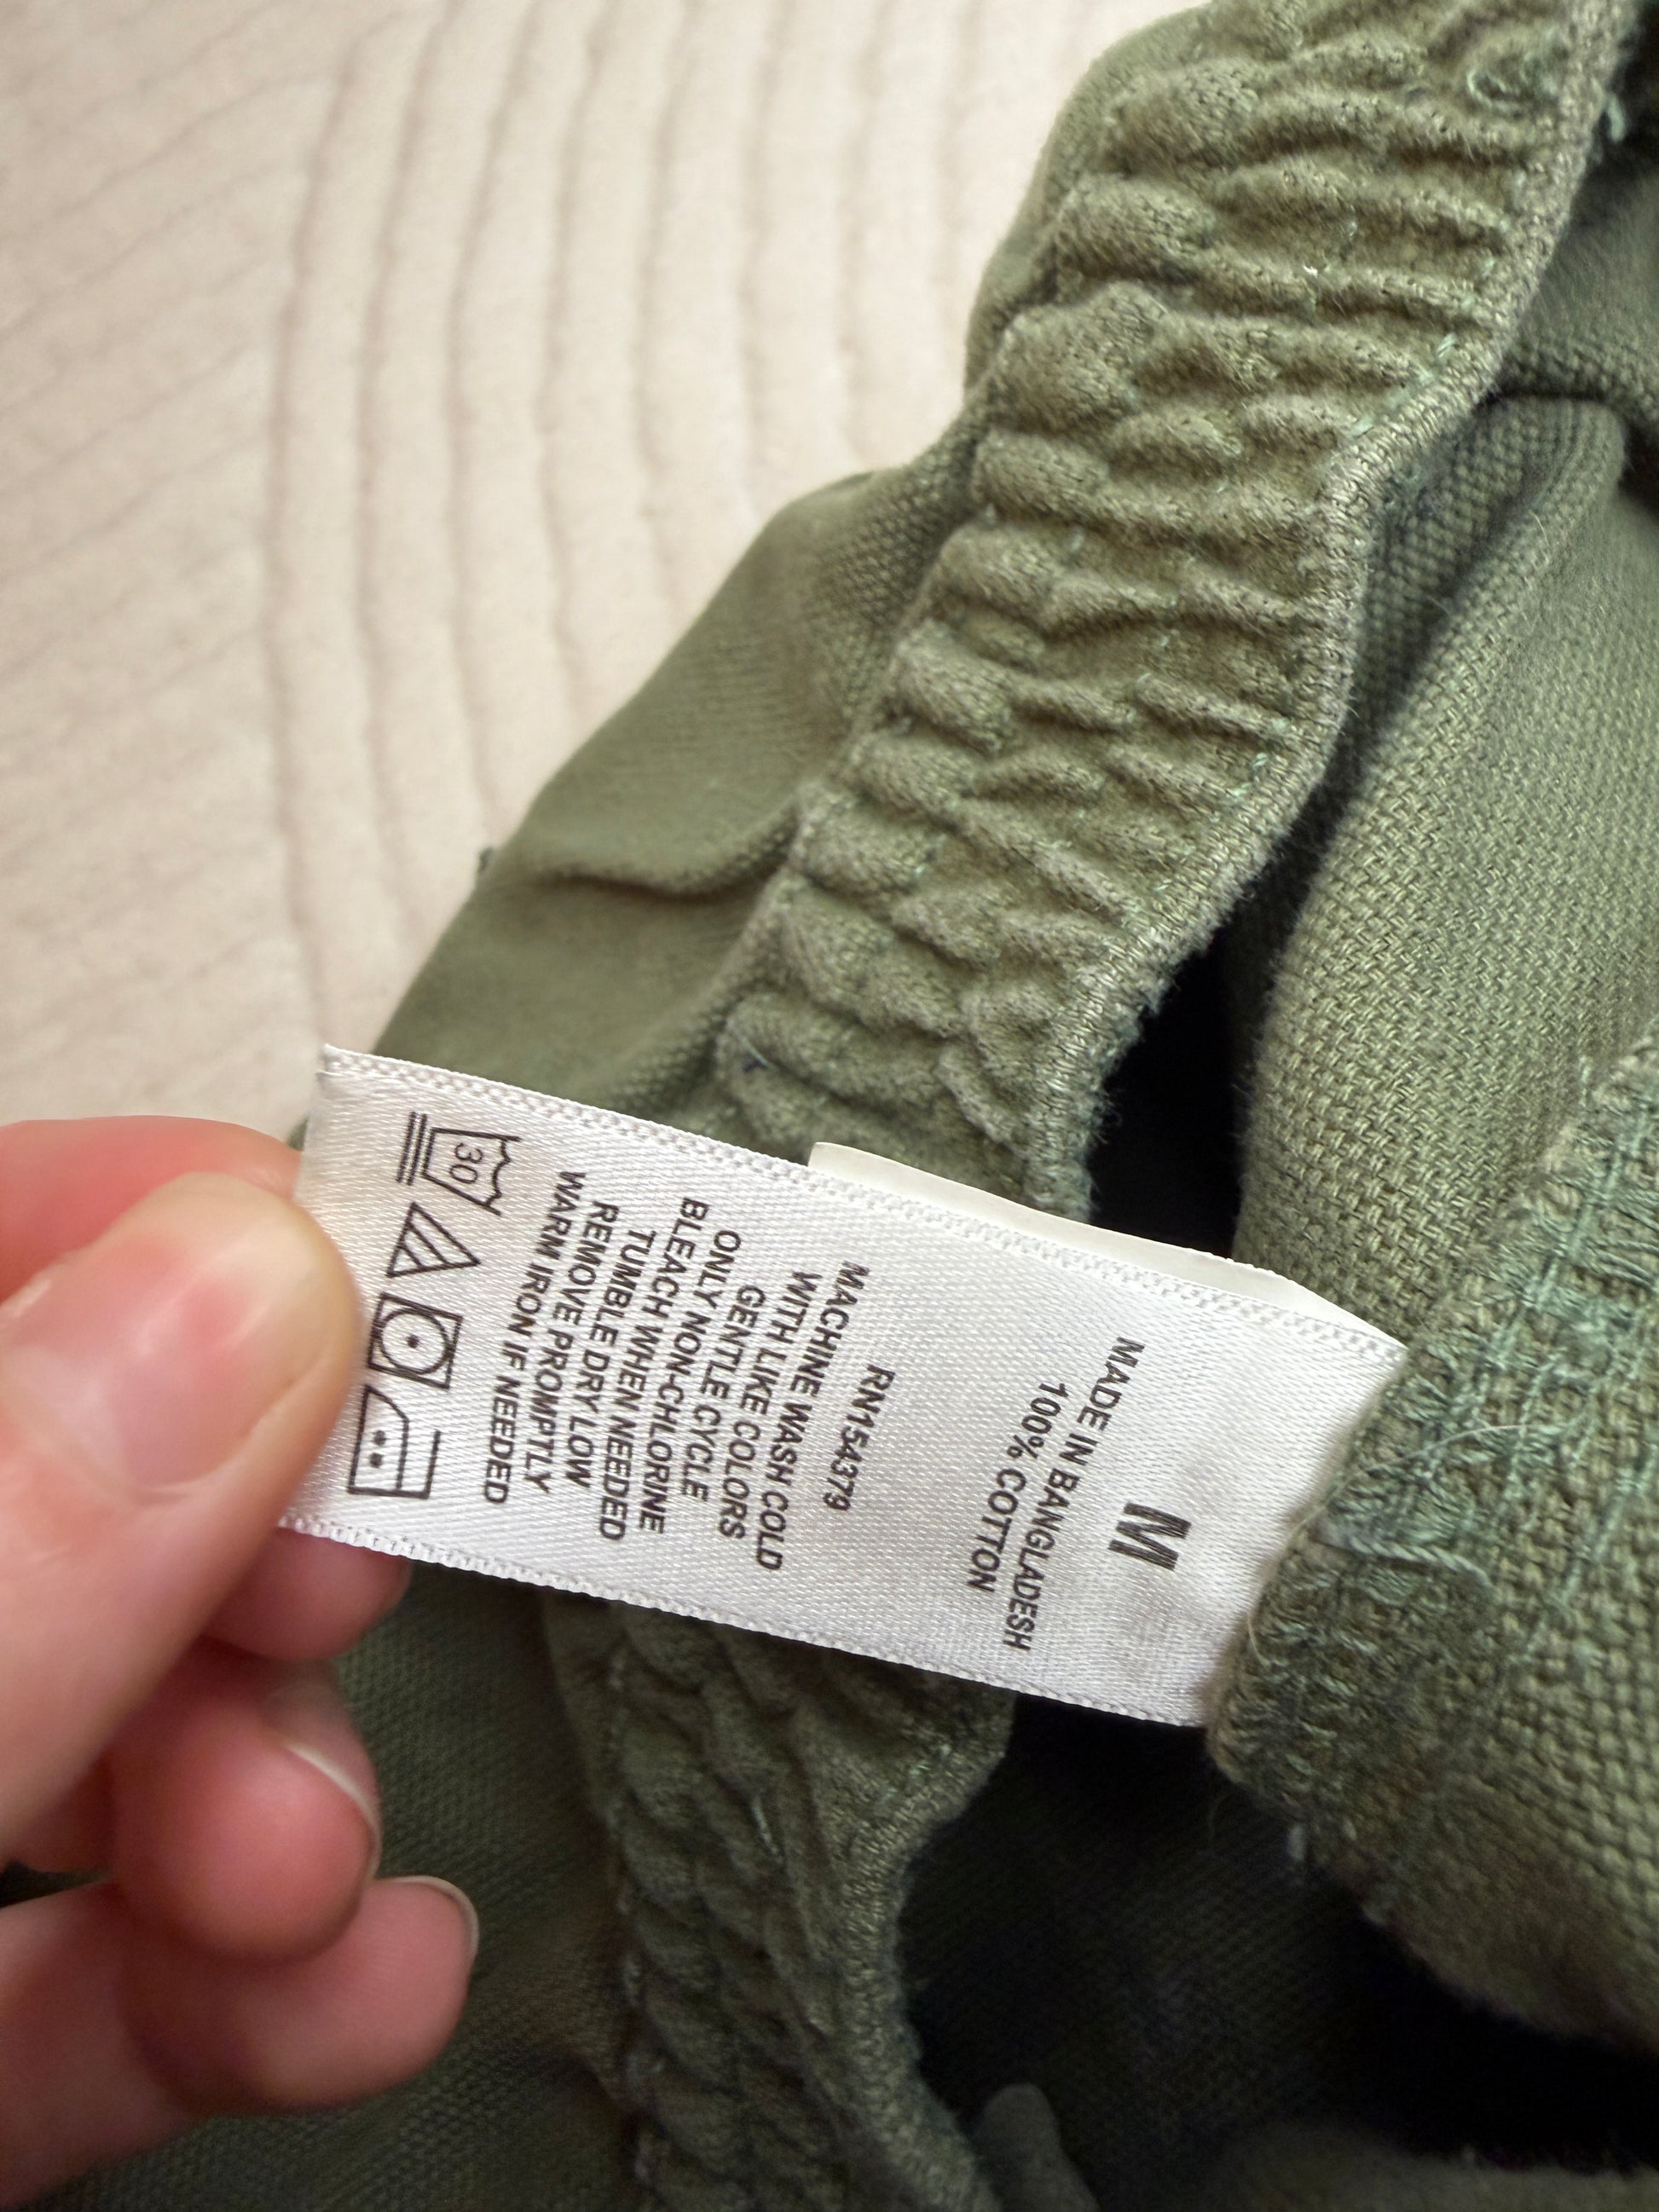 M
MADE IN BANGLADESH
100% COTTON
RN154379
MACHINE WASH COLD
WITH LIKE COLORS
GENTLE CYCLE
ONLY NON-CHLORINE
BLEACH WHEN NEEDED
TUMBLE DRY LOW
REMOVE PROMPTLY
WARM IRON IF NEEDED
30